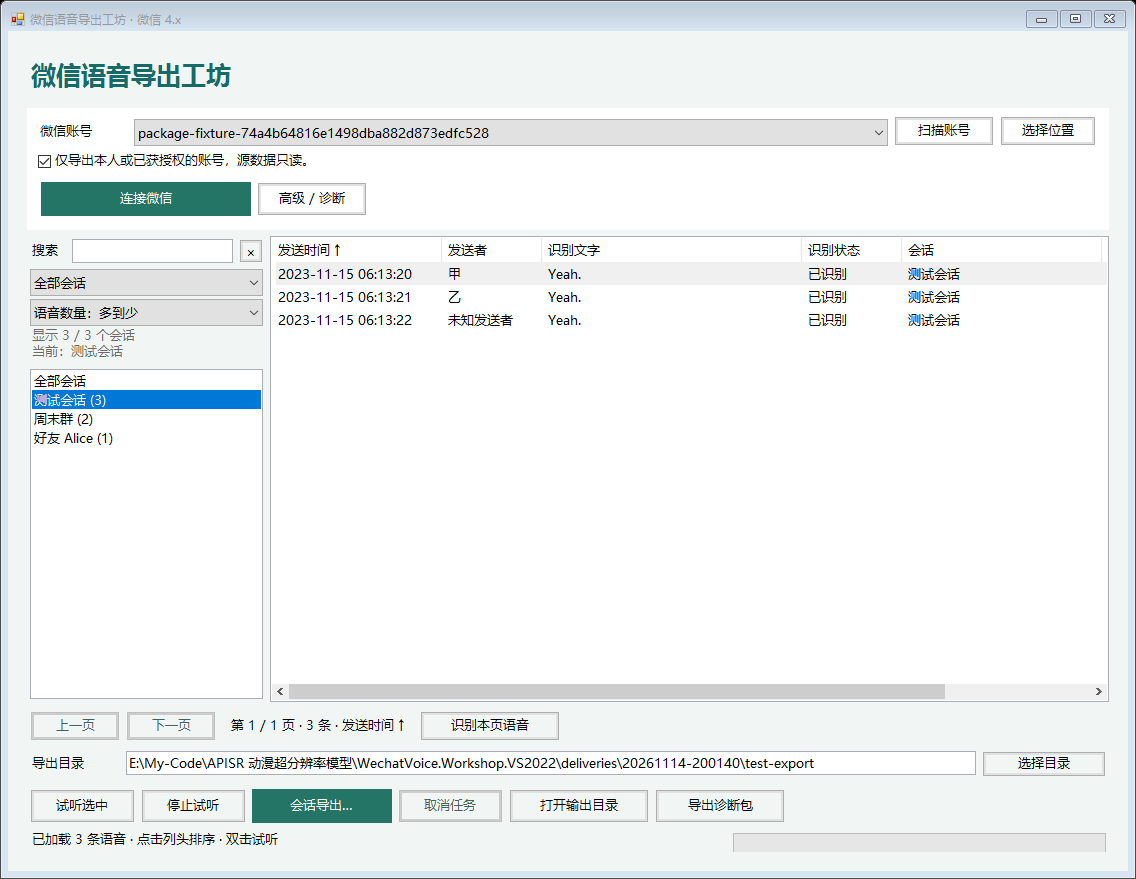 微信语音导出工坊 · 微信 4.x
微信语音导出工坊
微信账号
package-fixture-74a4b64816e1498dba882d873edfc528
扫描账号
选择位置
仅导出本人或已获授权的账号，源数据只读。
连接微信
高级 / 诊断
搜索
×
全部会话
语音数量：多到少
显示 3 / 3 个会话
当前：测试会话
全部会话
测试会话 (3)
周末群 (2)
好友 Alice (1)
发送时间↑ 发送者 识别文字 识别状态 会话
2023-11-15 06:13:20 甲 Yeah. 已识别 测试会话
2023-11-15 06:13:21 乙 Yeah. 已识别 测试会话
2023-11-15 06:13:22 未知发送者 Yeah. 已识别 测试会话
上一页
下一页
第 1 / 1 页 · 3 条 · 发送时间↑
识别本页语音
导出目录
E:\My-Code\APISR 动漫超分辨率模型\WechatVoice.Workshop.VS2022\deliveries\20261114-200140\test-export
选择目录
试听选中
停止试听
会话导出...
取消任务
打开输出目录
导出诊断包
已加载 3 条语音 · 点击列头排序 · 双击试听